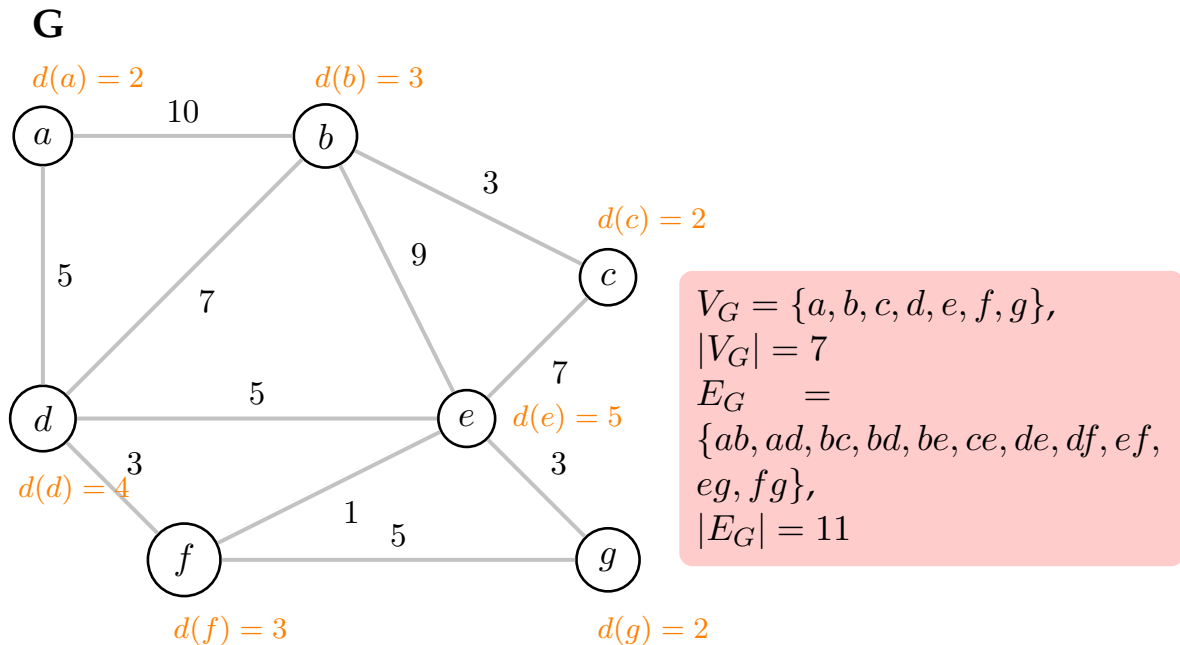 G
d(a) = 2
d(b) = 3
10
a
b
3
d(c) = 2
9
5
c
7
V_G = {a, b, c, d, e, f, g},
|V_G| = 7
E_G =
{ab, ad, bc, bd, be, ce, de, df, ef,
eg, fg},
|E_G| = 11
7
5
d
e
d(e) = 5
3
3
d(d) = 4
1
5
f
g
d(f) = 3
d(g) = 2